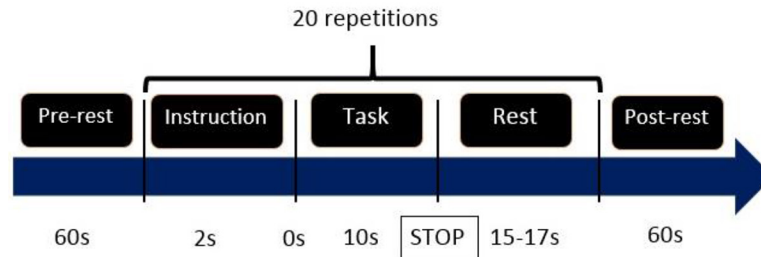 20 repetitions
Pre-rest Instruction Task Rest Post-rest
60s 2s 0s 10s STOP 15-17s 60s